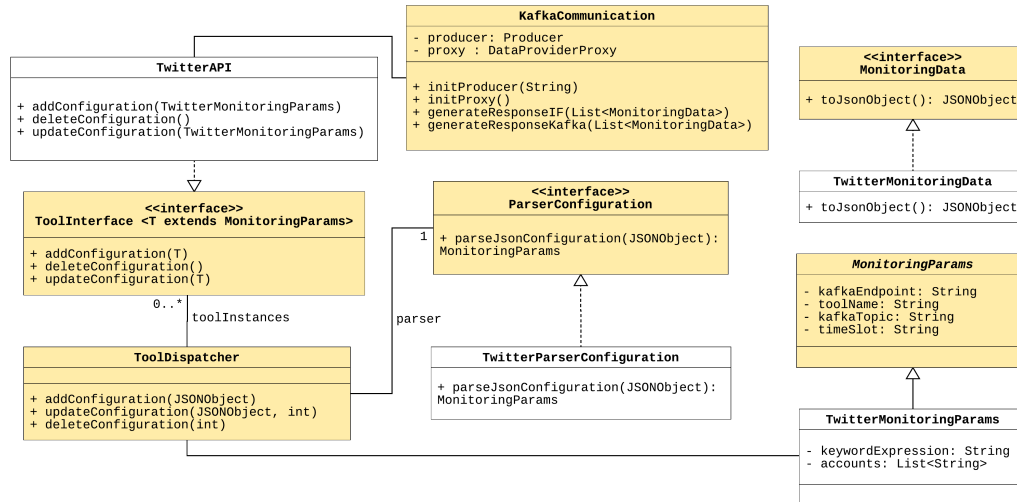 KafkaCommunication
- producer: Producer
- proxy : DataProviderProxy
+ initProducer(String)
+ initProxy()
+ generateResponseIF(List<MonitoringData>)
+ generateResponseKafka(List<MonitoringData>)
TwitterAPI
+ addConfiguration(TwitterMonitoringParams)
+ deleteConfiguration()
+ updateConfiguration(TwitterMonitoringParams)
<<interface>>
MonitoringData
+ toJsonObject(): JSONObject
TwitterMonitoringData
+ toJsonObject(): JSONObject
<<interface>>
ToolInterface <T extends MonitoringParams>
+ addConfiguration(T)
+ deleteConfiguration()
+ updateConfiguration(T)
<<interface>>
ParserConfiguration
+ parseJsonConfiguration(JSONObject):
MonitoringParams
1
0..*
toolInstances
parser
MonitoringParams
- kafkaEndpoint: String
- toolName: String
- kafkaTopic: String
- timeSlot: String
ToolDispatcher
+ addConfiguration(JSONObject)
+ updateConfiguration(JSONObject, int)
+ deleteConfiguration(int)
TwitterParserConfiguration
+ parseJsonConfiguration(JSONObject):
MonitoringParams
TwitterMonitoringParams
- keywordExpression: String
- accounts: List<String>